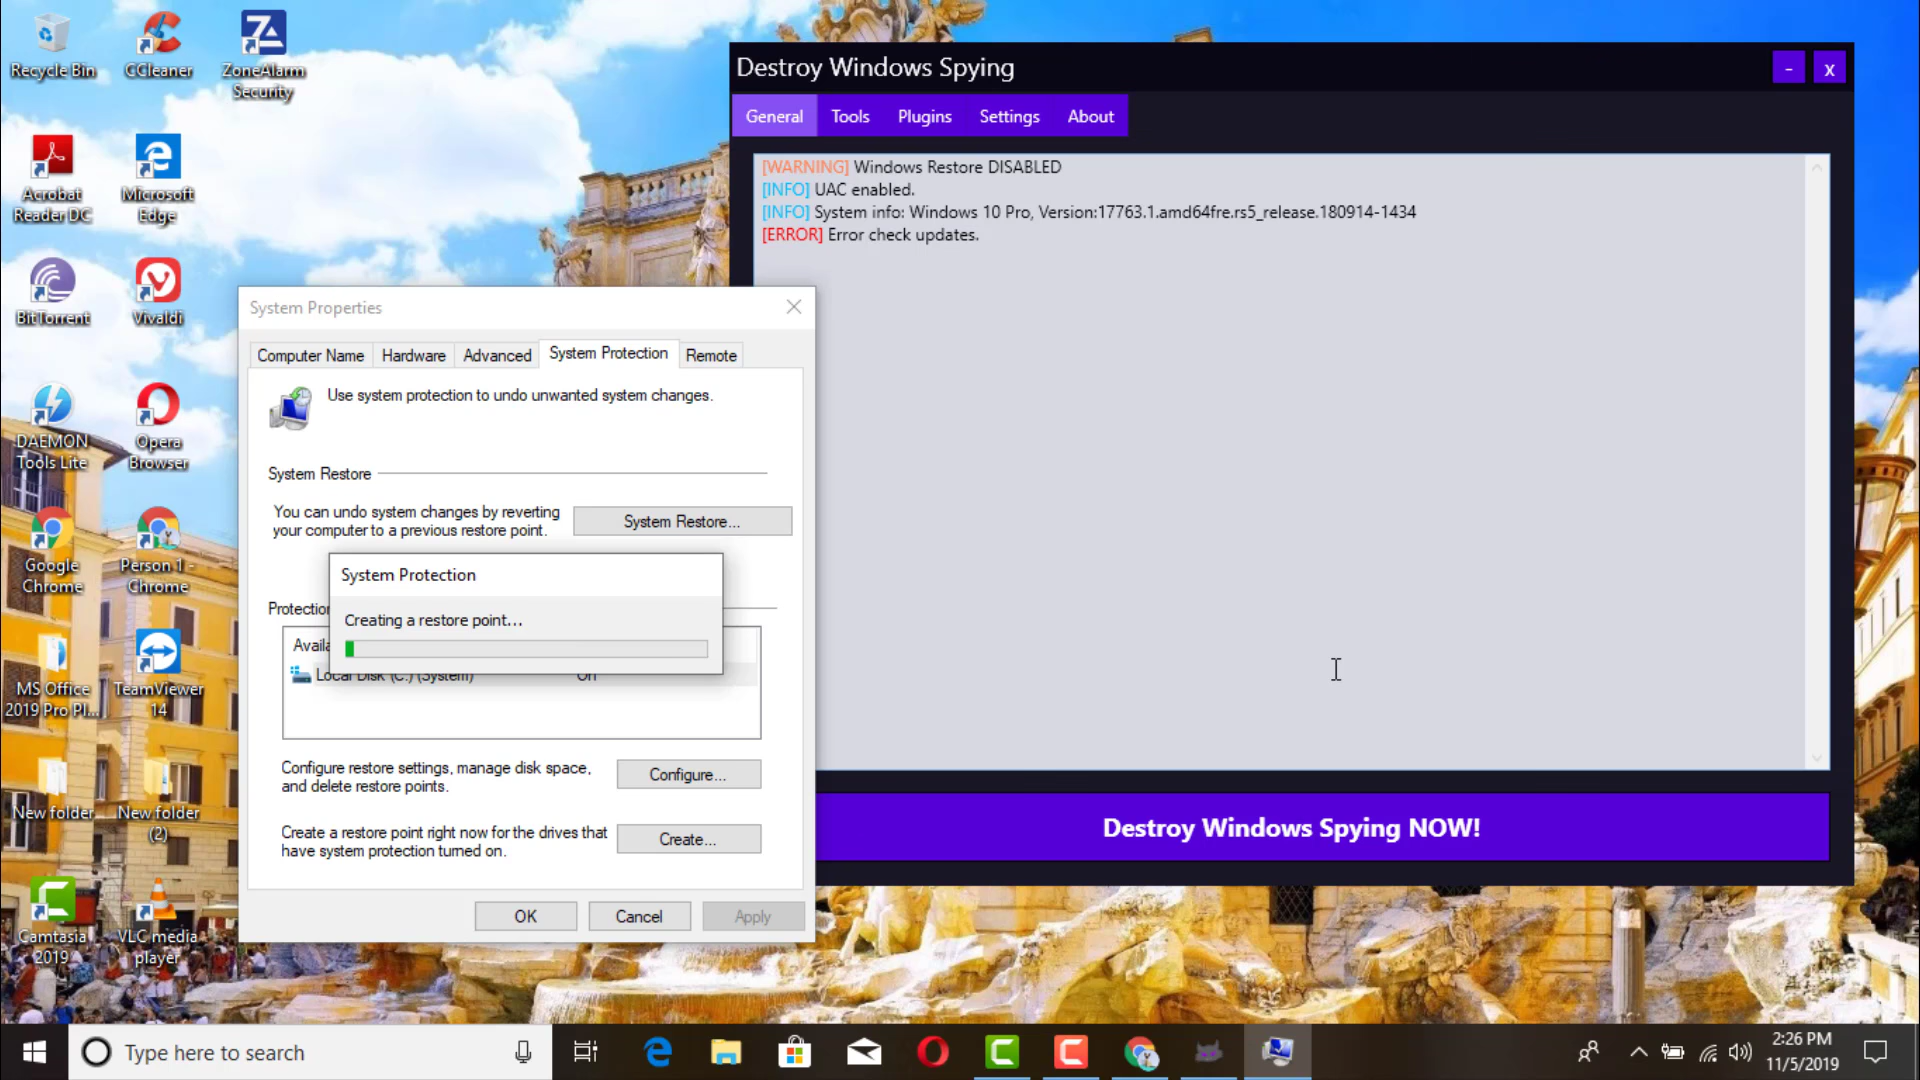 Recycle Bin
CCleaner
ZoneAlarm
Security
Acrobat
Reader DC
Microsoft
Edge
BitTorrent
Vivaldi
DAEMON
Tools Lite
Opera
Browser
Google
Chrome
Person 1 -
Chrome
MS Office
2019 Pro Pl...
TeamViewer
14
New folder
New folder
(2)
Camtasia
2019
VLC media
player
Destroy Windows Spying
-
x
General Tools Plugins Settings About
[WARNING] Windows Restore DISABLED
[INFO] UAC enabled.
[INFO] System info: Windows 10 Pro, Version:17763.1.amd64fre.rs5_release.180914-1434
[ERROR] Error check updates.
Destroy Windows Spying NOW!
System Properties
Computer Name Hardware Advanced System Protection Remote
Use system protection to undo unwanted system changes.
System Restore
You can undo system changes by reverting
your computer to a previous restore point.
System Restore...
Protection
System Protection
Creating a restore point...
Availa
Local Disk (C:) (System) On
Configure restore settings, manage disk space,
and delete restore points.
Configure...
Create a restore point right now for the drives that
have system protection turned on.
Create...
OK Cancel Apply
Type here to search
2:26 PM
11/5/2019